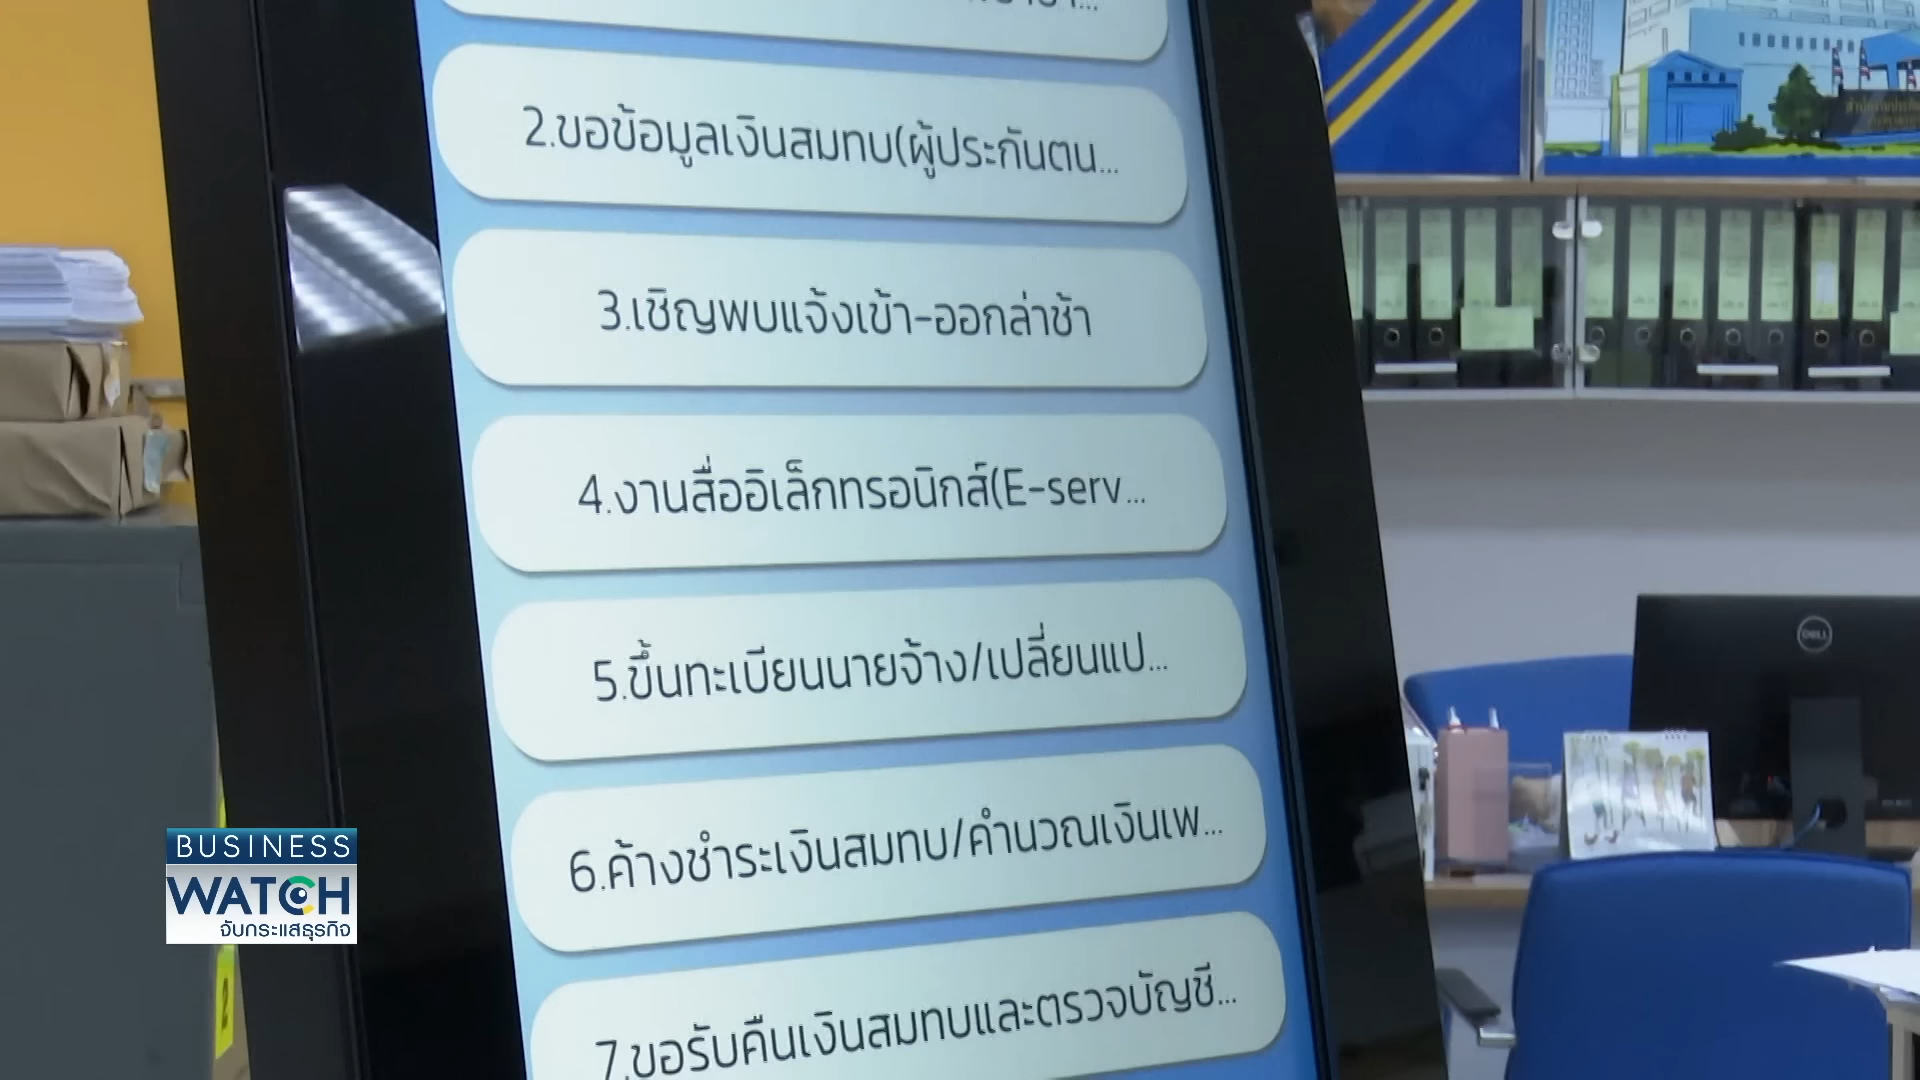 2.ขอข้อมูลเงินสมทบ(ผู้ประกันตน...
3.เชิญพบแจ้งเข้า-ออกล่าช้า
4.งานสื่ออิเล็กทรอนิกส์(E-serv...
5.ขึ้นทะเบียนนายจ้าง/เปลี่ยนแป...
6.ค้างชำระเงินสมทบ/คำนวณเงินเพ...
7.ขอรับคืนเงินสมทบและตรวจบัญชี...
BUSINESS
WATCH
จับกระแสธุรกิจ
DELL
2